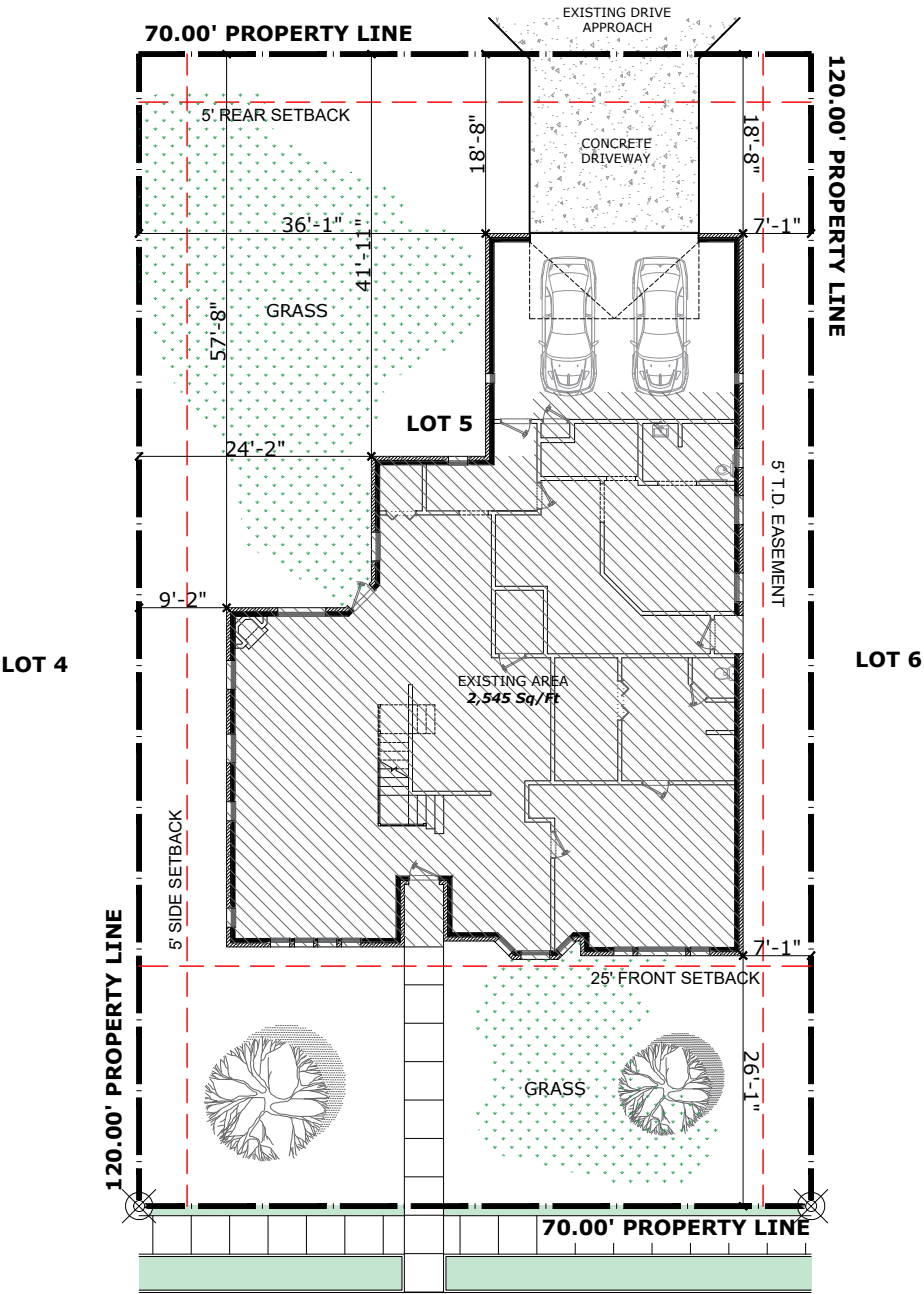 EXISTING DRIVE
APPROACH
70.00' PROPERTY LINE
120.00' PROPERTY LINE
5' REAR SETBACK
18'-8"
18'-8"
CONCRETE
DRIVEWAY
36'-1"
7'-1"
41'-11"
57'-8"
GRASS
LOT 5
24'-2"
5' T.D. EASEMENT
9'-2"
LOT 4
LOT 6
EXISTING AREA
2,545 Sq/Ft
5' SIDE SETBACK
7'-1"
25' FRONT SETBACK
120.00' PROPERTY LINE
26'-1"
GRASS
70.00' PROPERTY LINE